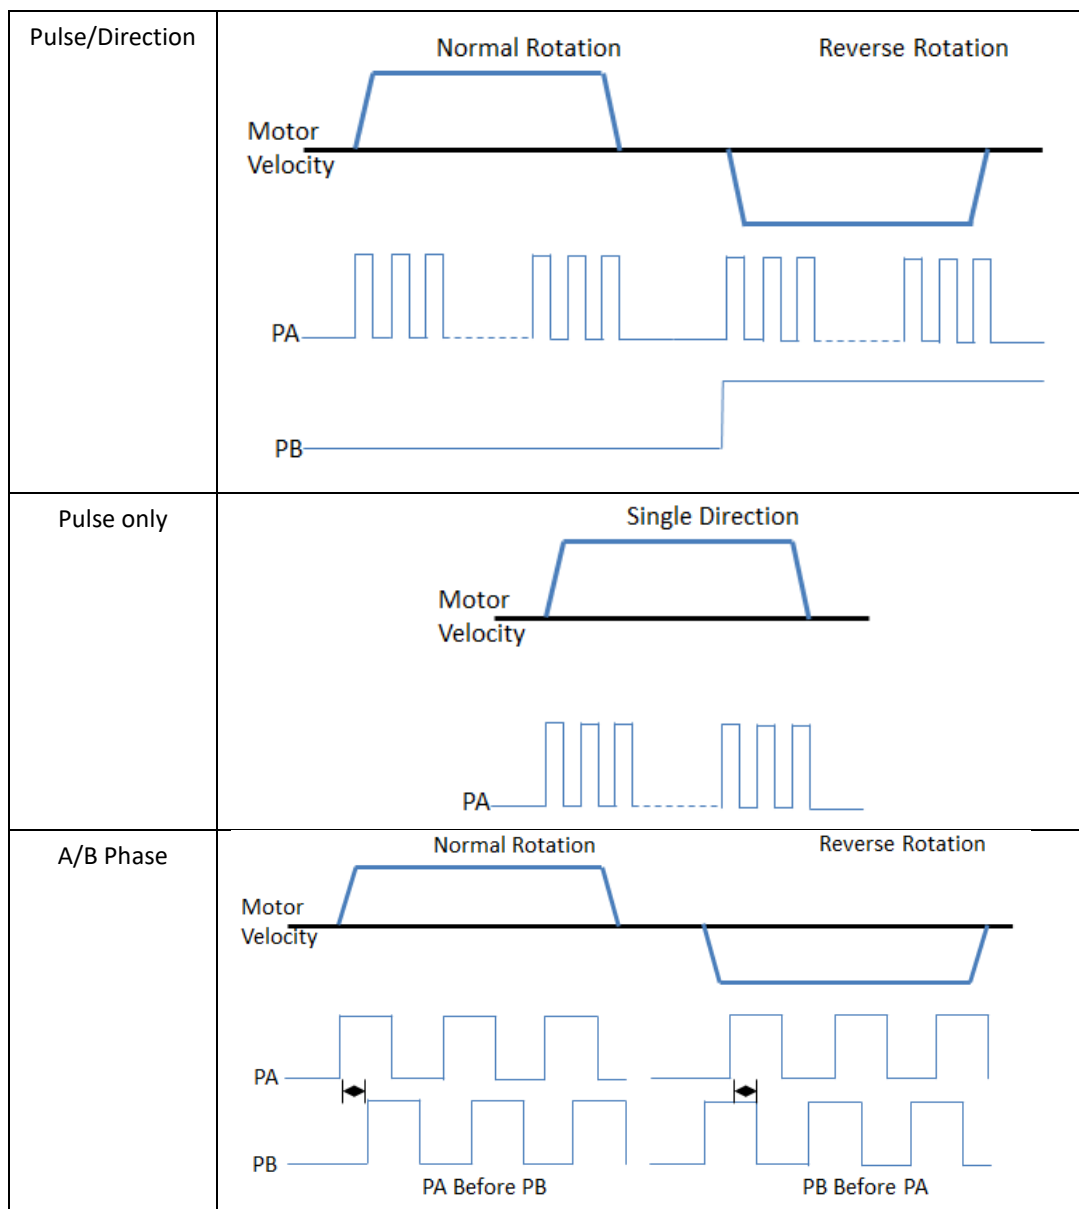 Pulse/Direction
Normal Rotation
Reverse Rotation
Motor
Velocity
PA
PB
Pulse only
Single Direction
Motor
Velocity
PA
A/B Phase
Normal Rotation
Reverse Rotation
Motor
Velocity
PA
PB
PA Before PB
PB Before PA